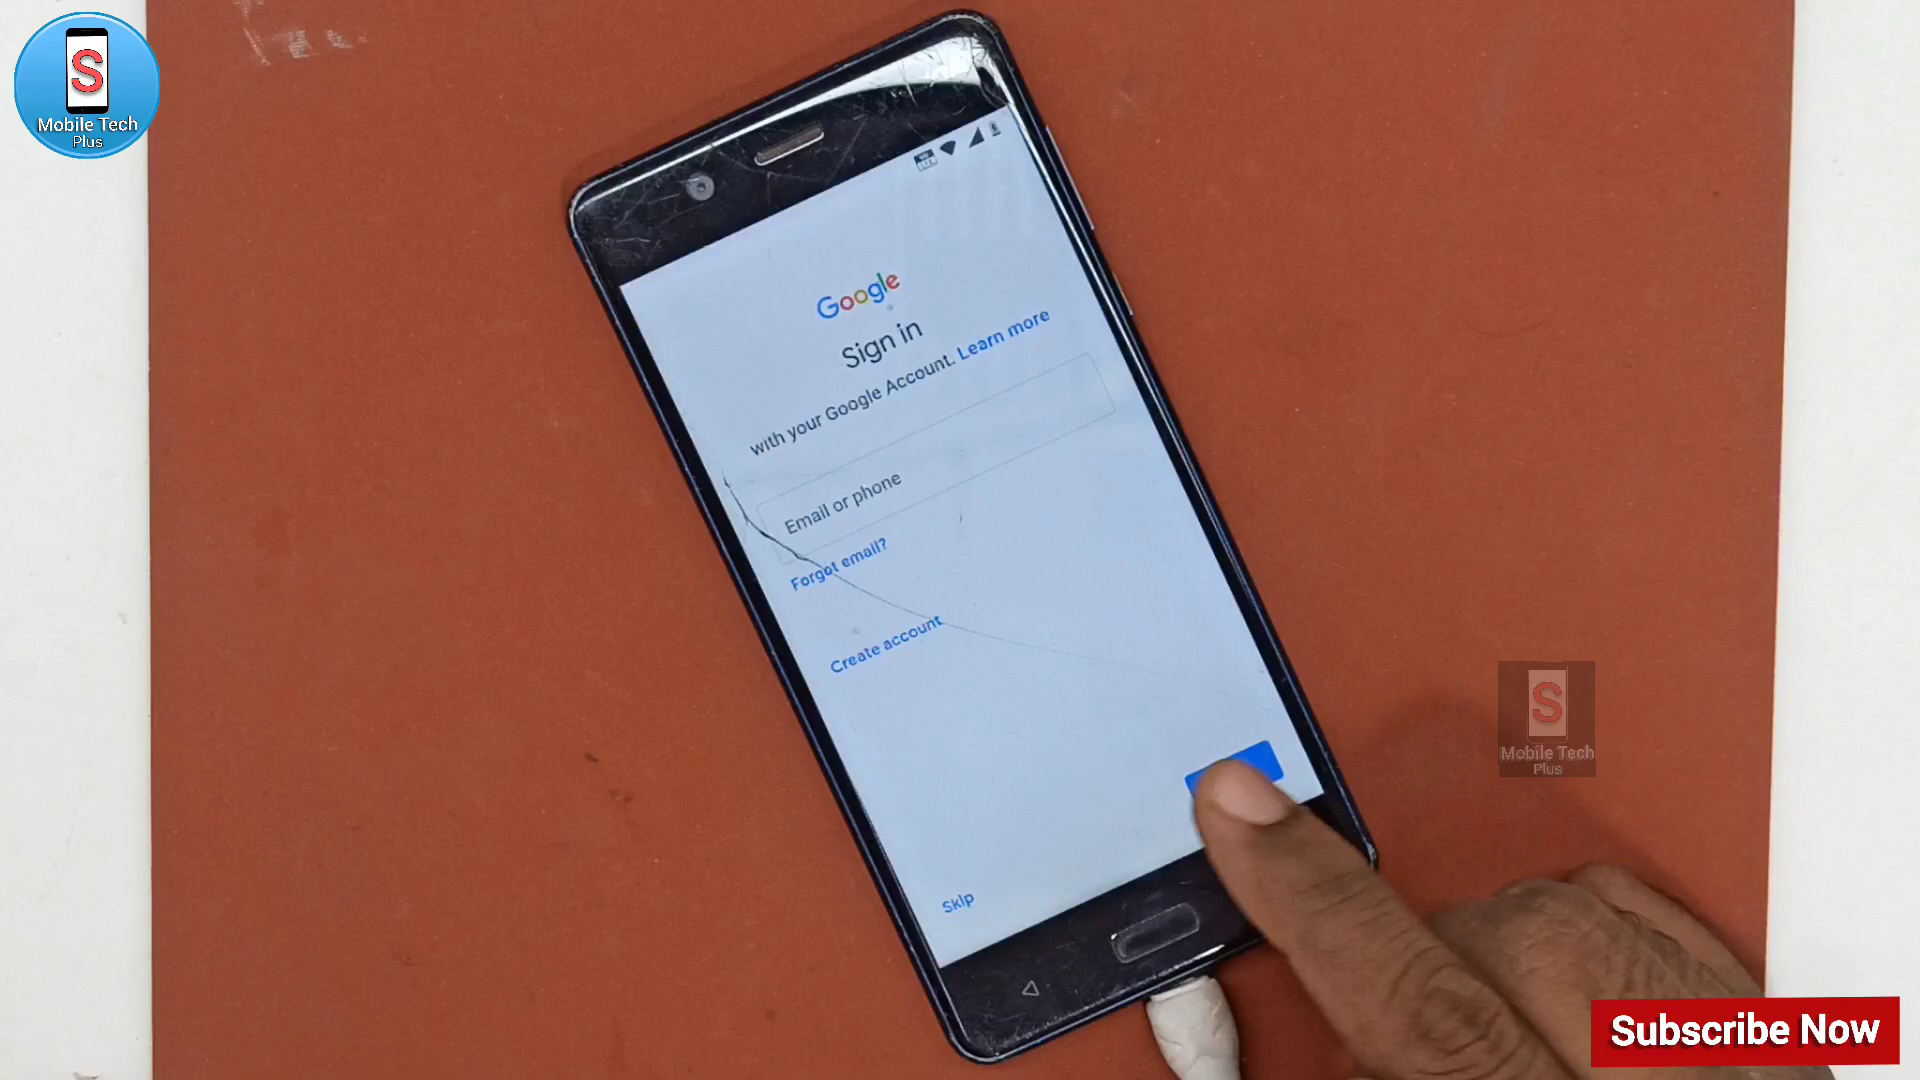 S
Mobile Tech
Plus
Google
Sign in
with your Google Account. Learn more
Email or phone
Forgot email?
Create account
Skip
S
Mobile Tech
Plus
Subscribe Now